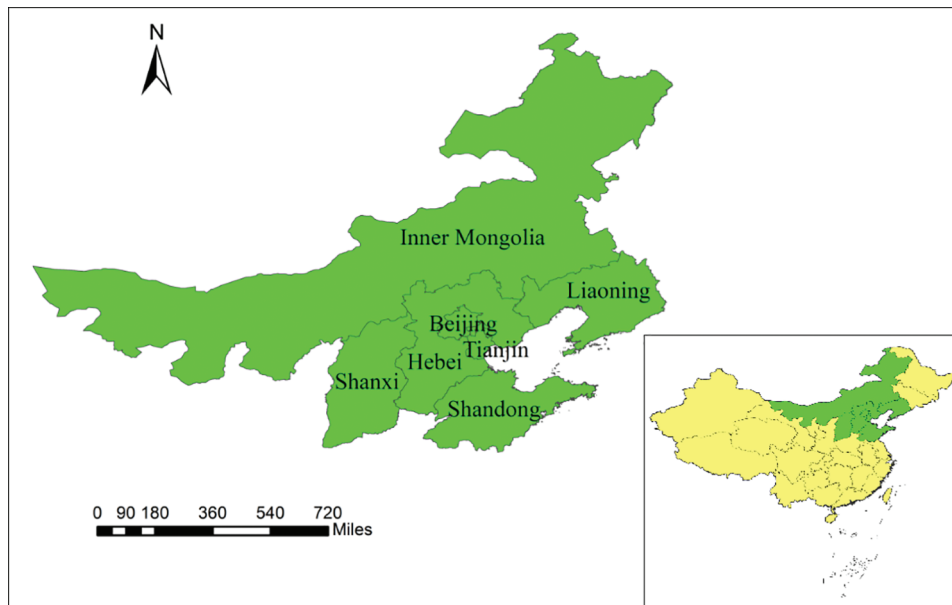 N
Inner Mongolia
Liaoning
Beijing
Tianjin
Hebei
Shanxi
Shandong
0 90 180 360 540 720
Miles